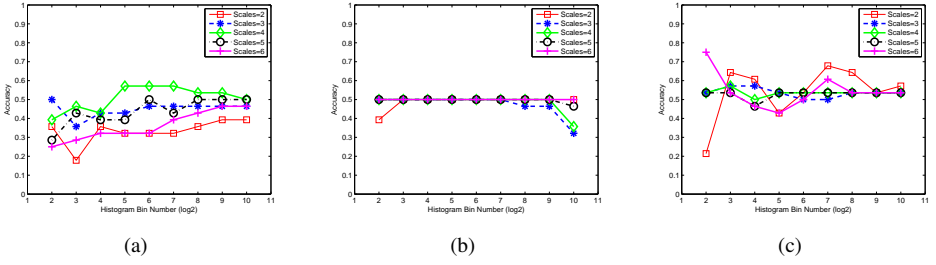 1
0.9
0.8
0.7
0.6
0.5
0.4
0.3
0.2
0.1
0
Accuracy
1 2 3 4 5 6 7 8 9 10 11
Histogram Bin Number (log2)
Scales=2
Scales=3
Scales=4
Scales=5
Scales=6
(a)
1
0.9
0.8
0.7
0.6
0.5
0.4
0.3
0.2
0.1
0
Accuracy
1 2 3 4 5 6 7 8 9 10 11
Histogram Bin Number (log2)
Scales=2
Scales=3
Scales=4
Scales=5
Scales=6
(b)
1
0.9
0.8
0.7
0.6
0.5
0.4
0.3
0.2
0.1
0
Accuracy
1 2 3 4 5 6 7 8 9 10 11
Histogram Bin Number (log2)
Scales=2
Scales=3
Scales=4
Scales=5
Scales=6
(c)